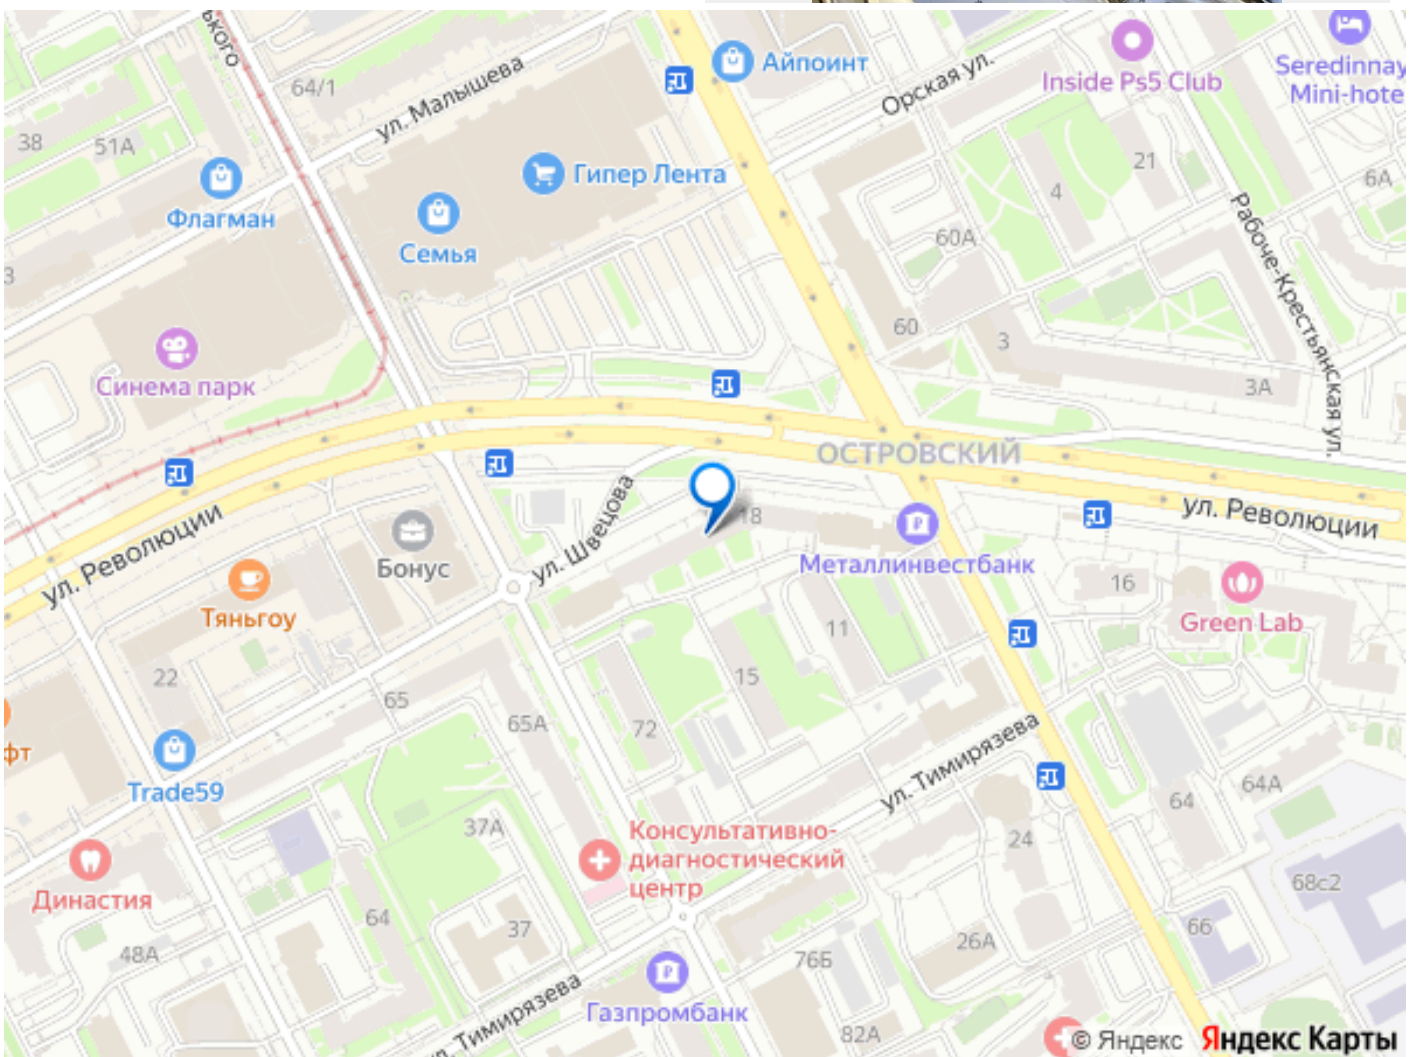 ького
64/1
ул. Малышева
Айпоинт
Орская ул.
Inside Ps5 Club
Seredinnay
Mini-hote
38
51А
Гипер Лента
21
4
6А
Флагман
Семья
60А
Рабоче-Крестьянская ул.
3
60
3
3А
Синема парк
ОСТРОВСКИЙ
ул. Революции
ул. Швецова
18
ул. Революции
Бонус
Металлинвестбанк
16
Тяньгоу
11
Green Lab
22
65
65А
15
72
фт
Trade59
ул. Тимирязева
64
64А
37А
Консультативно-
диагностический
центр
24
Династия
68с2
64
37
66
48А
26А
76Б
Газпромбанк
ул. Тимирязева
82А
© Яндекс Яндекс Карты